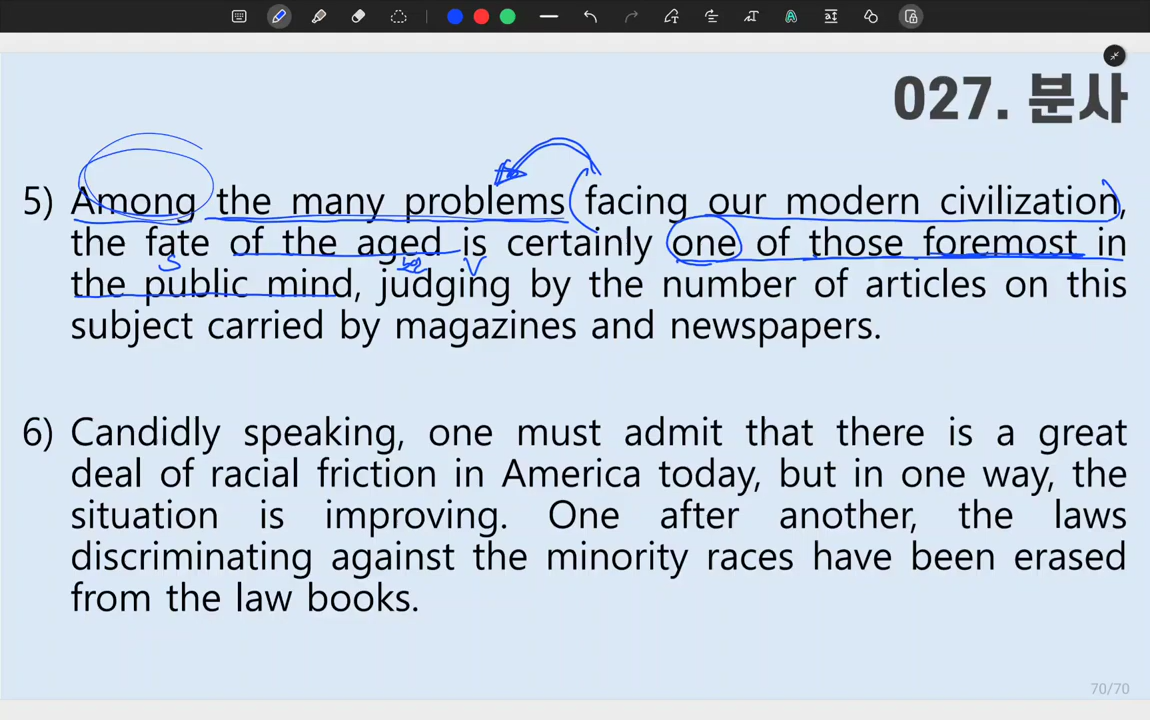 027. 분사
5) Among the many problems facing our modern civilization,
the fate of the aged is certainly one of those foremost in
S V
the public mind, judging by the number of articles on this
subject carried by magazines and newspapers.
6) Candidly speaking, one must admit that there is a great
deal of racial friction in America today, but in one way, the
situation is improving. One after another, the laws
discriminating against the minority races have been erased
from the law books.
70/70